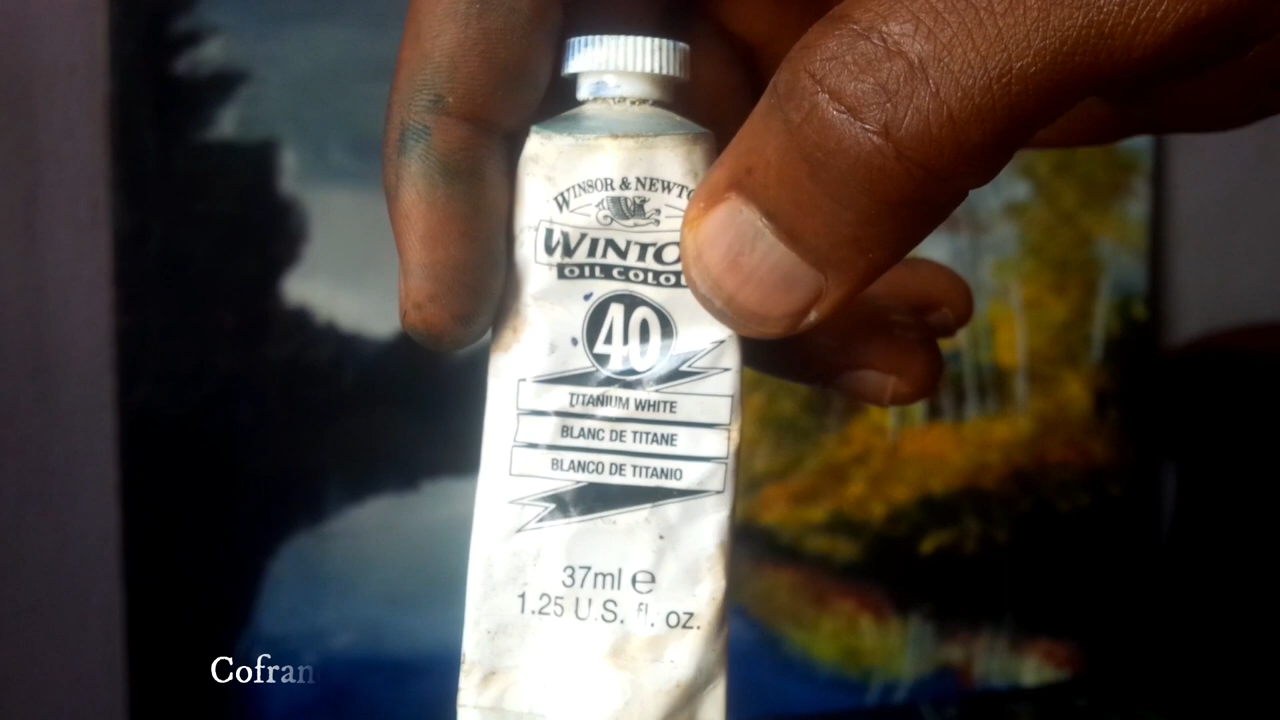 WINSOR & NEWTO
WINTO
OIL COLOU
40
TITANIUM WHITE
BLANC DE TITANE
BLANCO DE TITANIO
37ml e
1.25 U.S. fl. oz.
Cofran